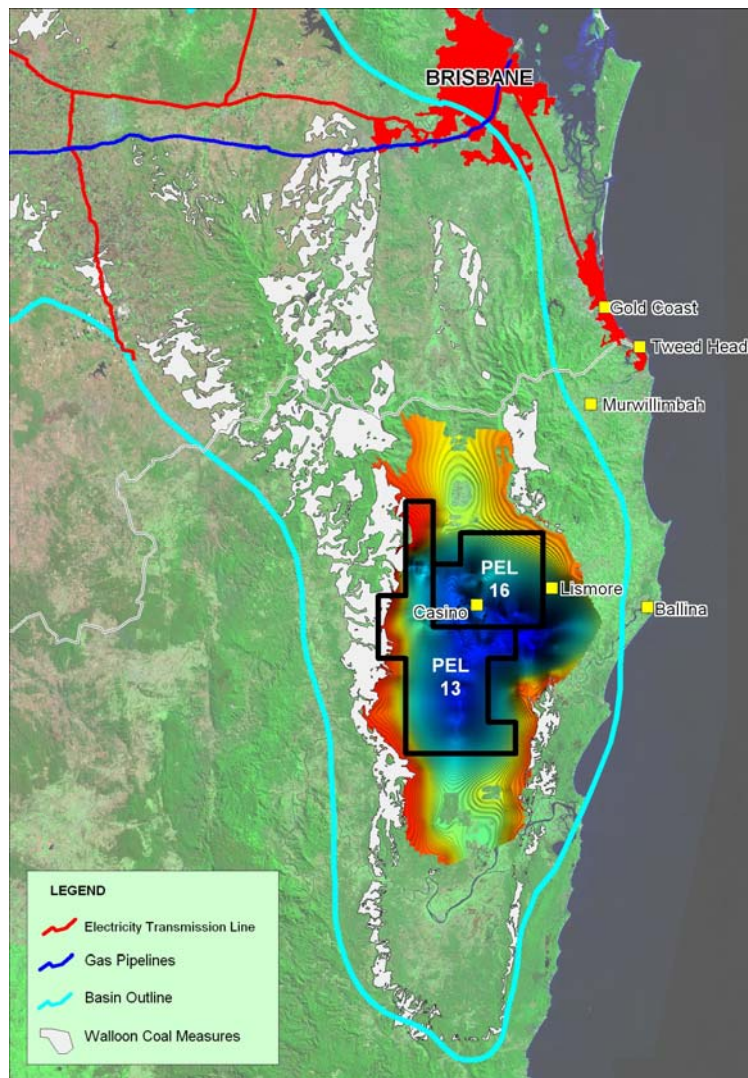 BRISBANE
Gold Coast
Tweed Head
Murwillimbah
PEL
16
Lismore
Casino
Ballina
PEL
13
LEGEND
Electricity Transmission Line
Gas Pipelines
Basin Outline
Walloon Coal Measures